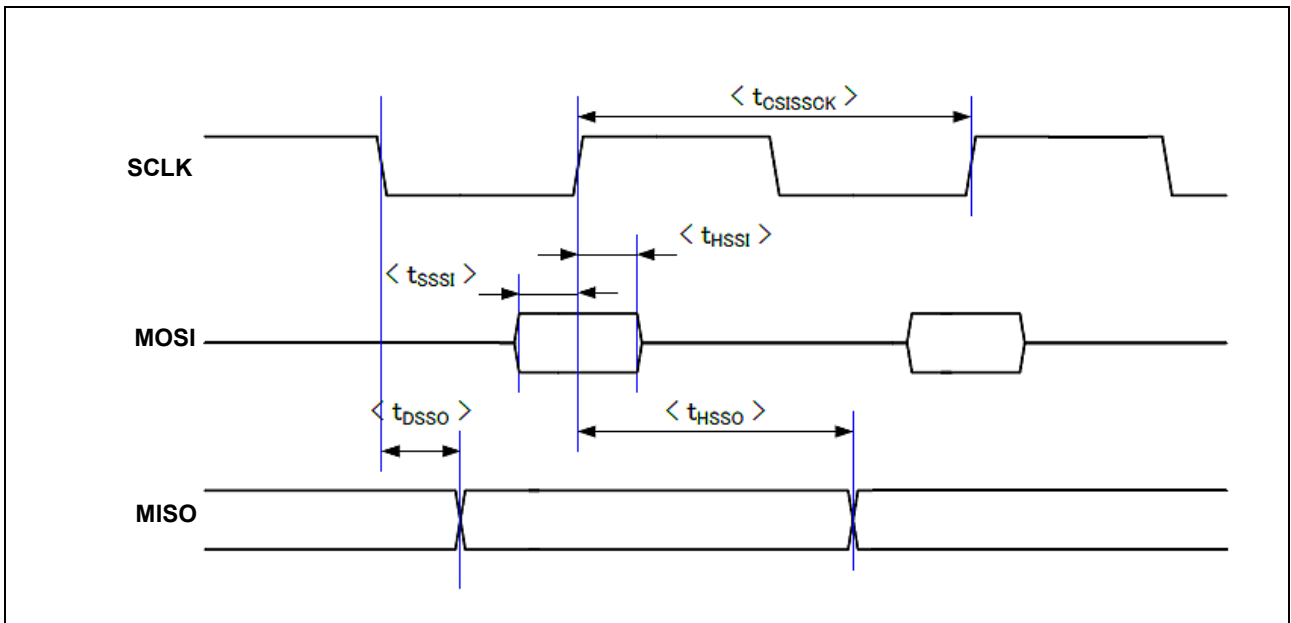 < tCSISSCK >
SCLK
< tHSSI >
< tSSSI >
MOSI
< tDSSO >
< tHSSO >
MISO